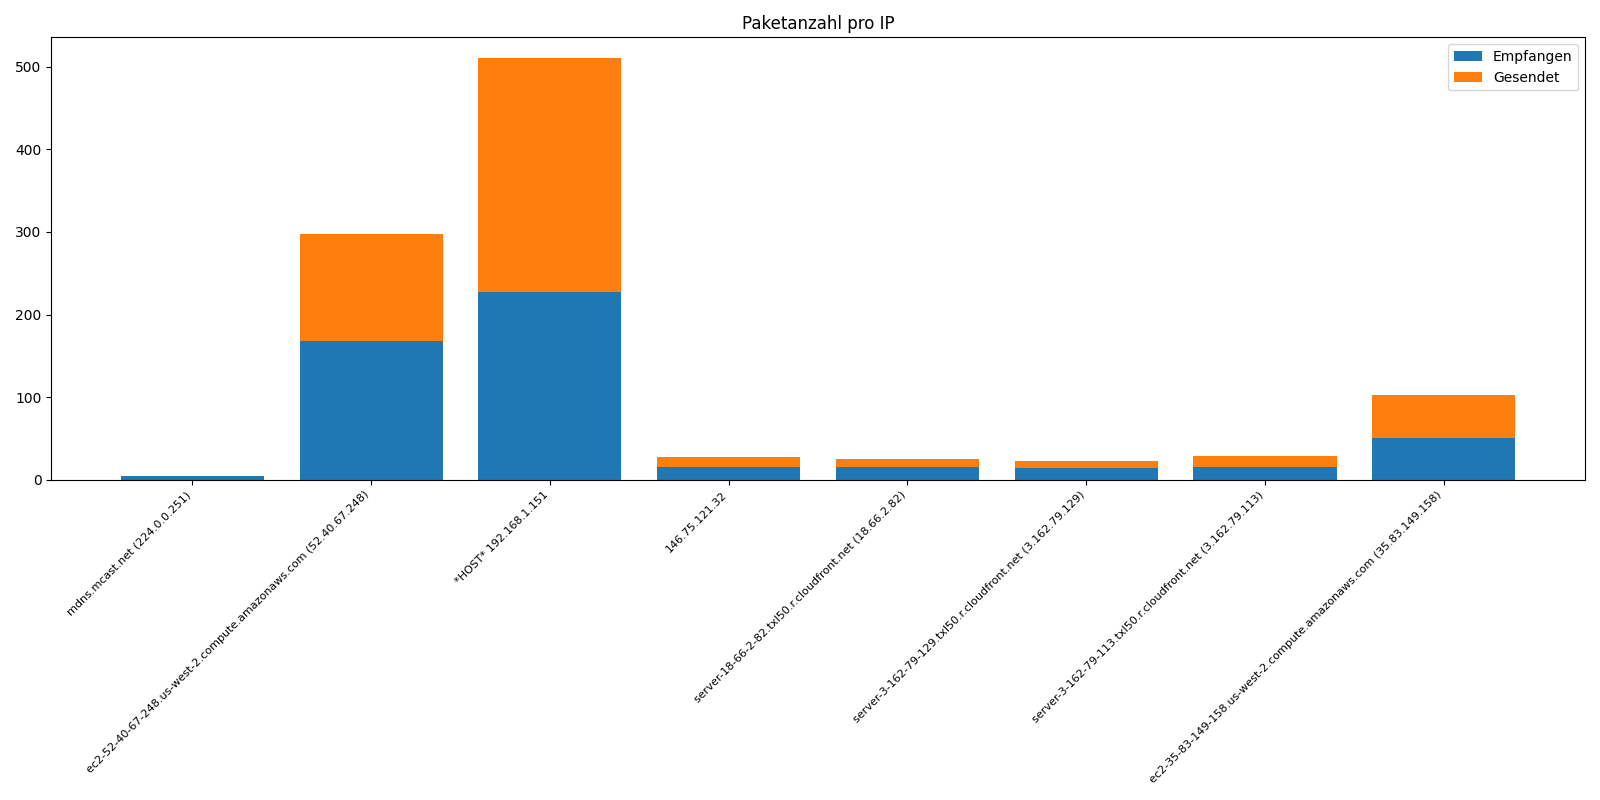 Paketanzahl pro IP
Empfangen
Gesendet
500
400
300
200
100
0
mdns.mcast.net (224.0.0.251)
ec2-52-40-67-248.us-west-2.compute.amazonaws.com (52.40.67.248)
*HOST* 192.168.1.151
146.75.121.32
server-18-66-2-82.txl50.r.cloudfront.net (18.66.2.82)
server-3-162-79-129.txl50.r.cloudfront.net (3.162.79.129)
server-3-162-79-113.txl50.r.cloudfront.net (3.162.79.113)
ec2-35-83-149-158.us-west-2.compute.amazonaws.com (35.83.149.158)